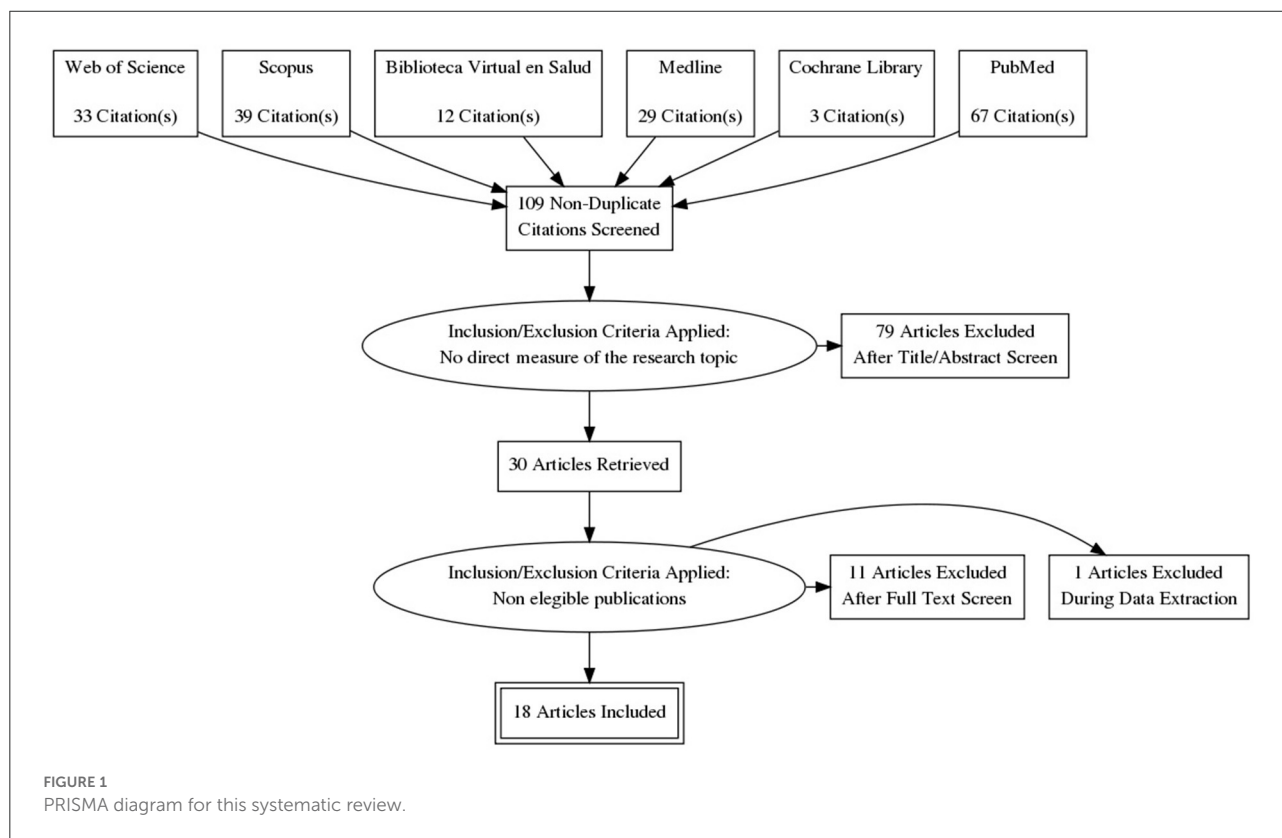 Web of Science
33 Citation(s)
Scopus
39 Citation(s)
Biblioteca Virtual en Salud
12 Citation(s)
Medline
29 Citation(s)
Cochrane Library
3 Citation(s)
PubMed
67 Citation(s)
109 Non-Duplicate
Citations Screened
Inclusion/Exclusion Criteria Applied:
No direct measure of the research topic
79 Articles Excluded
After Title/Abstract Screen
30 Articles Retrieved
Inclusion/Exclusion Criteria Applied:
Non elegible publications
11 Articles Excluded
After Full Text Screen
1 Articles Excluded
During Data Extraction
18 Articles Included
FIGURE 1
PRISMA diagram for this systematic review.